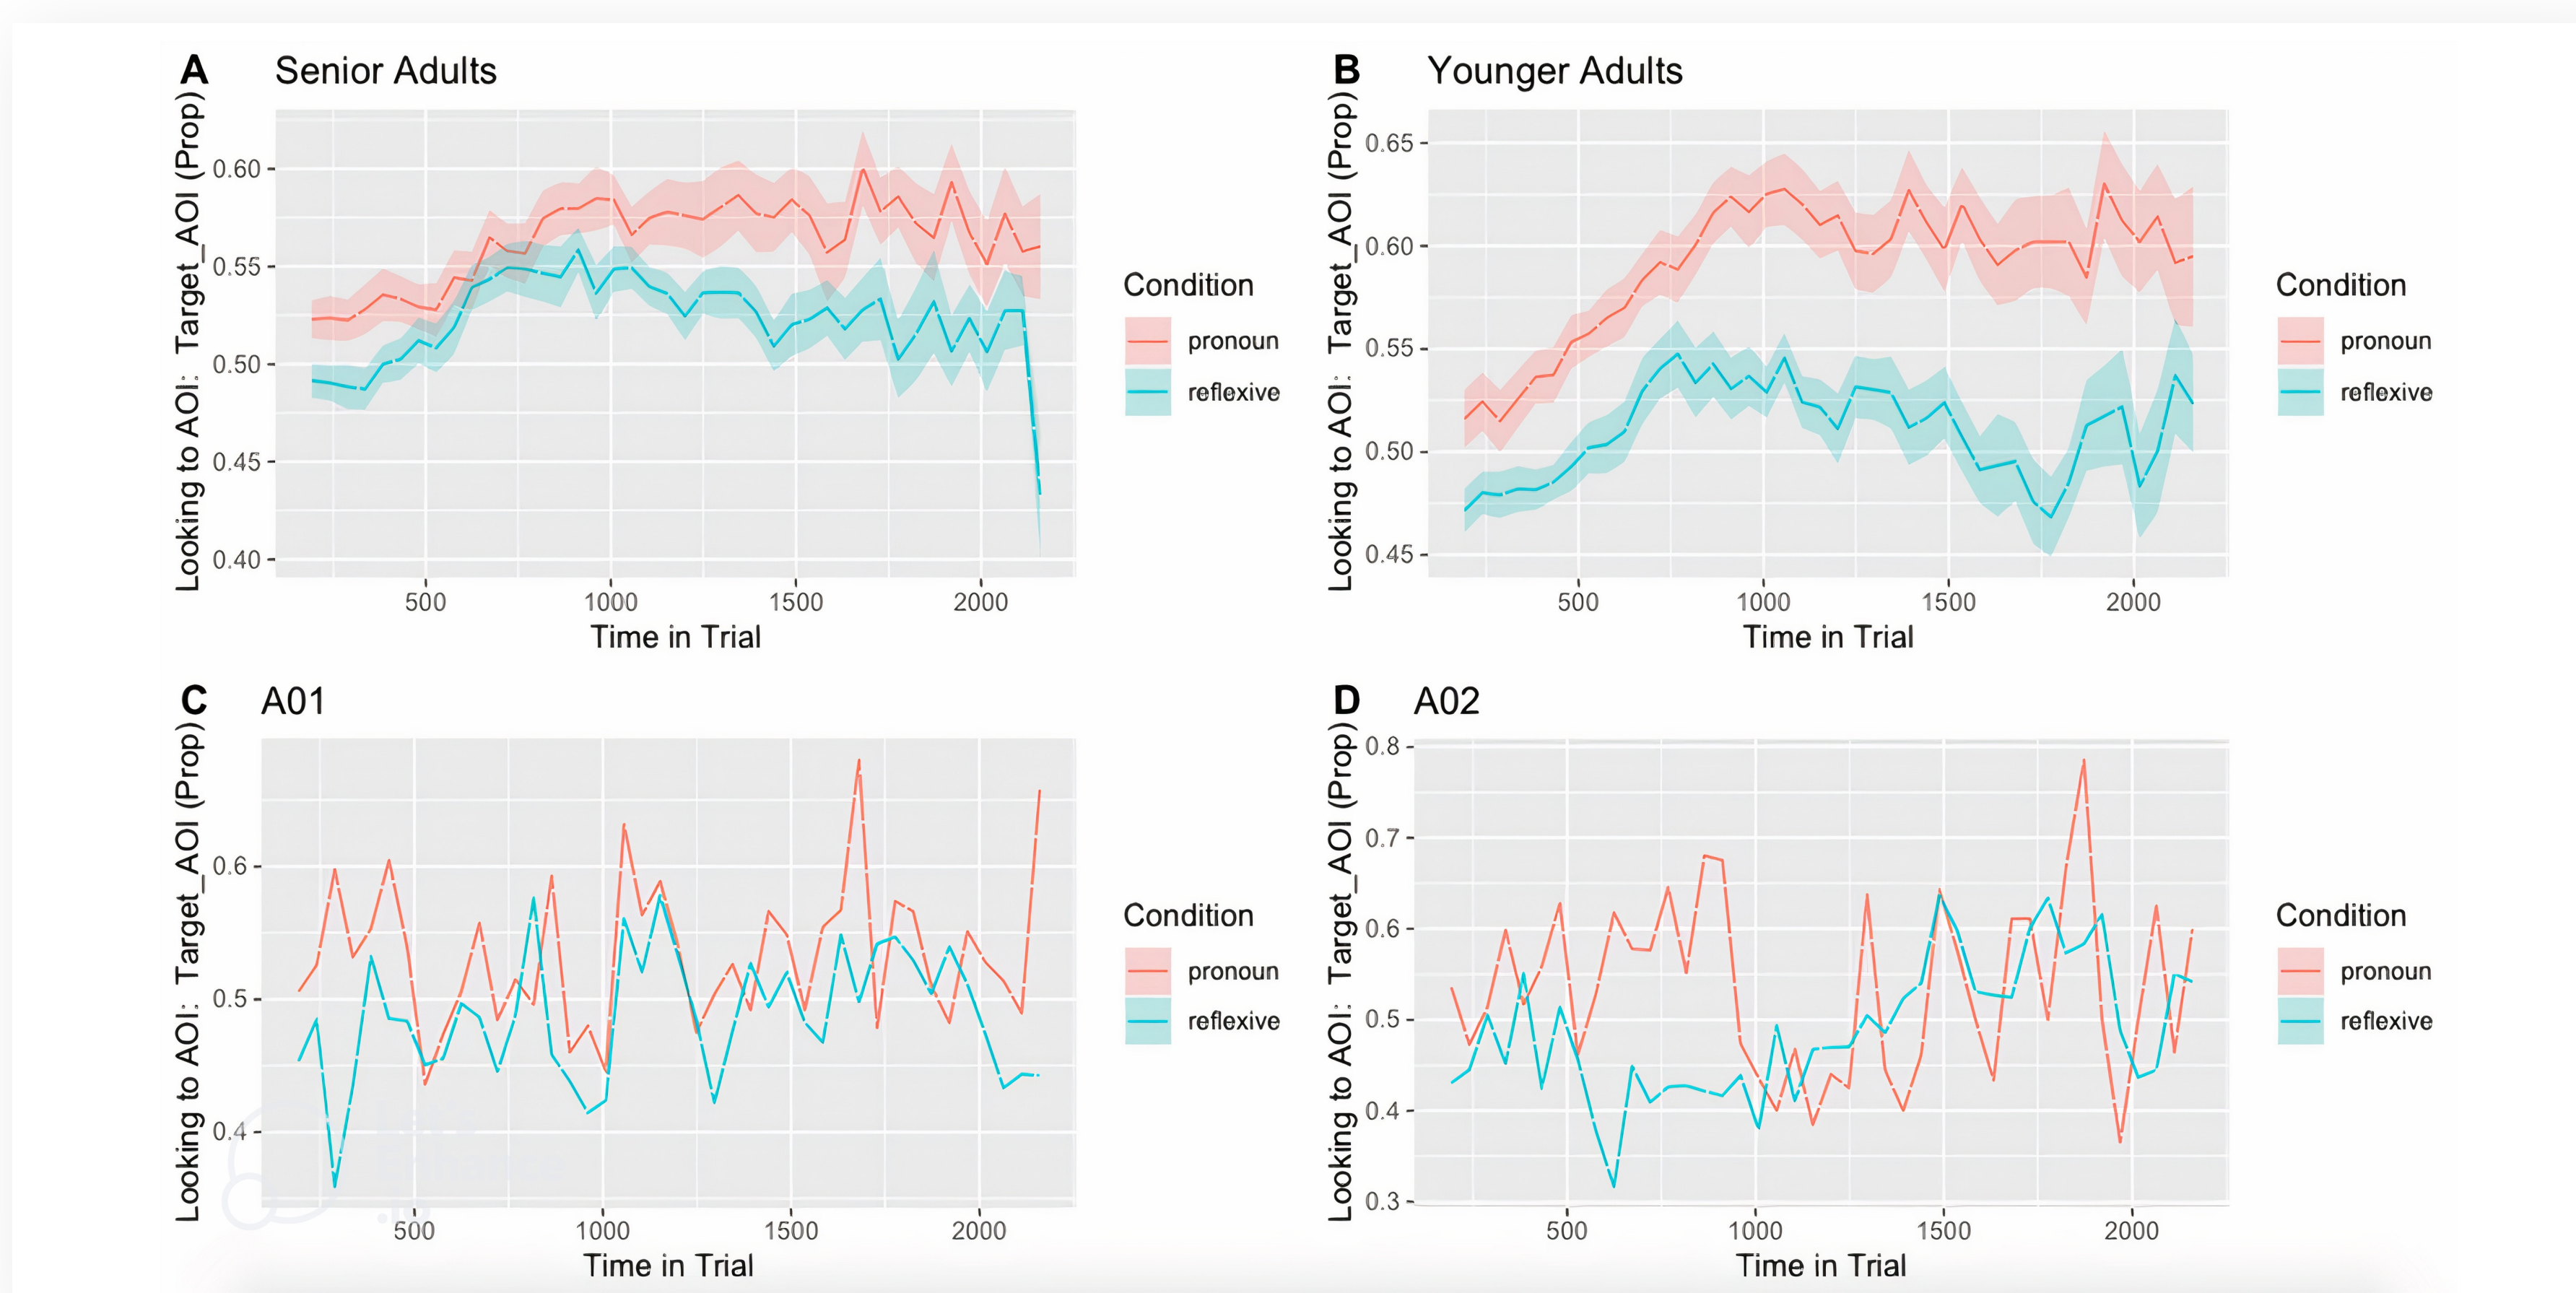 A Senior Adults
Looking to AOI: Target_AOI (Prop)
0.60
0.55
0.50
0.45
0.40
500 1000 1500 2000
Time in Trial
Condition
pronoun
reflexive
B Younger Adults
Looking to AOI: Target_AOI (Prop)
0.65
0.60
0.55
0.50
0.45
500 1000 1500 2000
Time in Trial
Condition
pronoun
reflexive
C A01
Looking to AOI: Target_AOI (Prop)
0.6
0.5
0.4
500 1000 1500 2000
Time in Trial
Condition
pronoun
reflexive
D A02
Looking to AOI: Target_AOI (Prop)
0.8
0.7
0.6
0.5
0.4
0.3
500 1000 1500 2000
Time in Trial
Condition
pronoun
reflexive